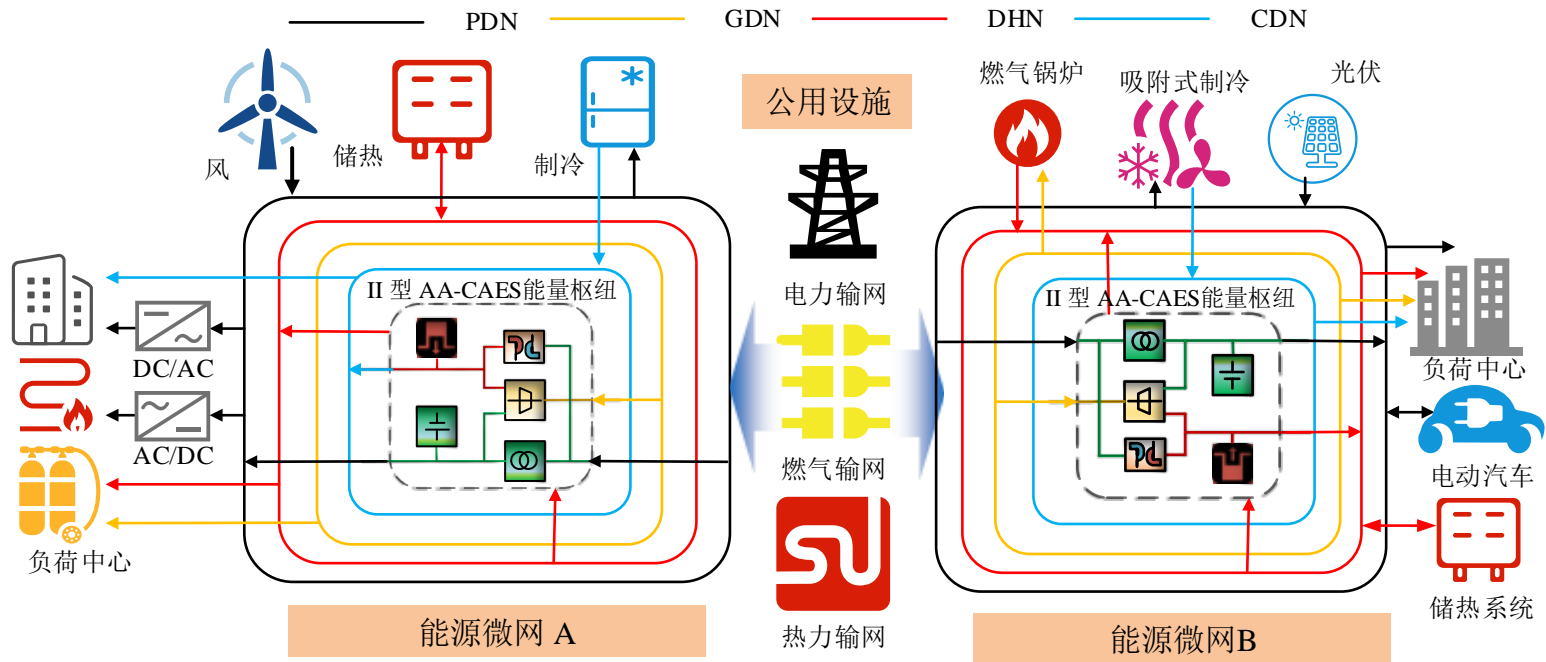 PDN
GDN
DHN
CDN
风
储热
制冷
公用设施
燃气锅炉
吸附式制冷
光伏
II 型 AA-CAES能量枢纽
DC/AC
AC/DC
负荷中心
能源微网 A
电力输网
燃气输网
热力输网
II 型 AA-CAES能量枢纽
负荷中心
电动汽车
储热系统
能源微网B